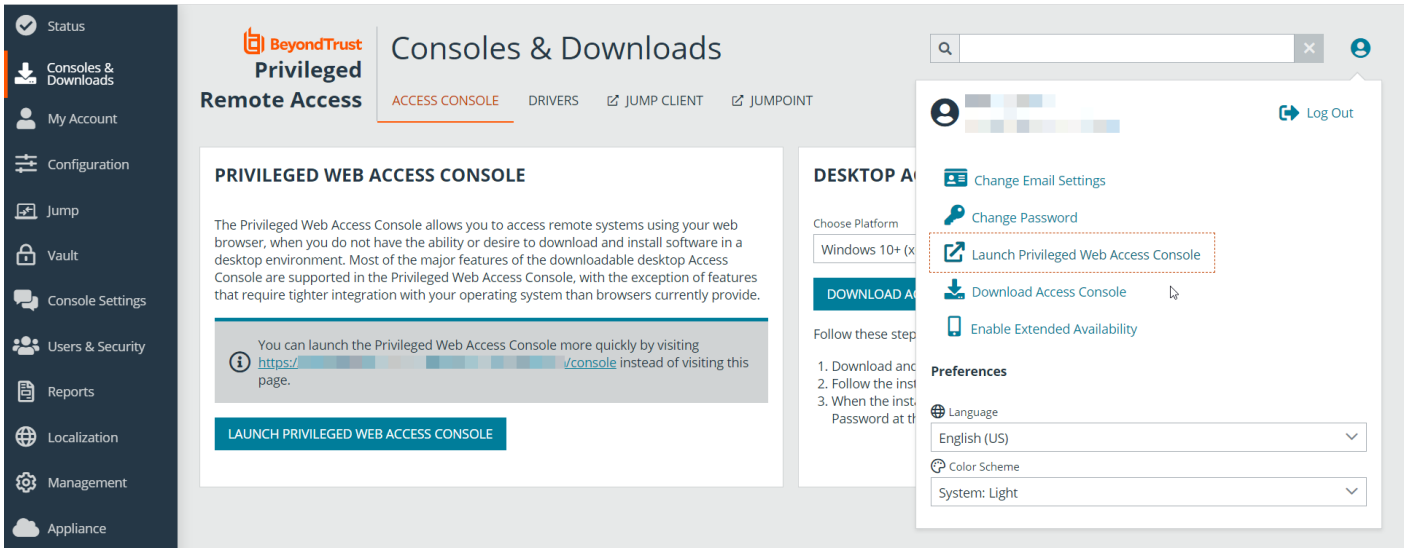 Status
Consoles &
Downloads
My Account
Configuration
Jump
Vault
Console Settings
Users & Security
Reports
Localization
Management
Appliance
BeyondTrust
Privileged
Remote Access
Consoles & Downloads
ACCESS CONSOLE
DRIVERS
JUMP CLIENT
JUMPOINT
PRIVILEGED WEB ACCESS CONSOLE
The Privileged Web Access Console allows you to access remote systems using your web
browser, when you do not have the ability or desire to download and install software in a
desktop environment. Most of the major features of the downloadable desktop Access
Console are supported in the Privileged Web Access Console, with the exception of features
that require tighter integration with your operating system than browsers currently provide.
You can launch the Privileged Web Access Console more quickly by visiting
https:/ /console instead of visiting this
page.
LAUNCH PRIVILEGED WEB ACCESS CONSOLE
DESKTOP
Choose Platform
Windows 10+ (x
DOWNLOAD
Follow these step
1. Download and
2. Follow the inst
3. When the insta
Password at th
Log Out
Change Email Settings
Change Password
Launch Privileged Web Access Console
Download Access Console
Enable Extended Availability
Preferences
Language
English (US)
Color Scheme
System: Light